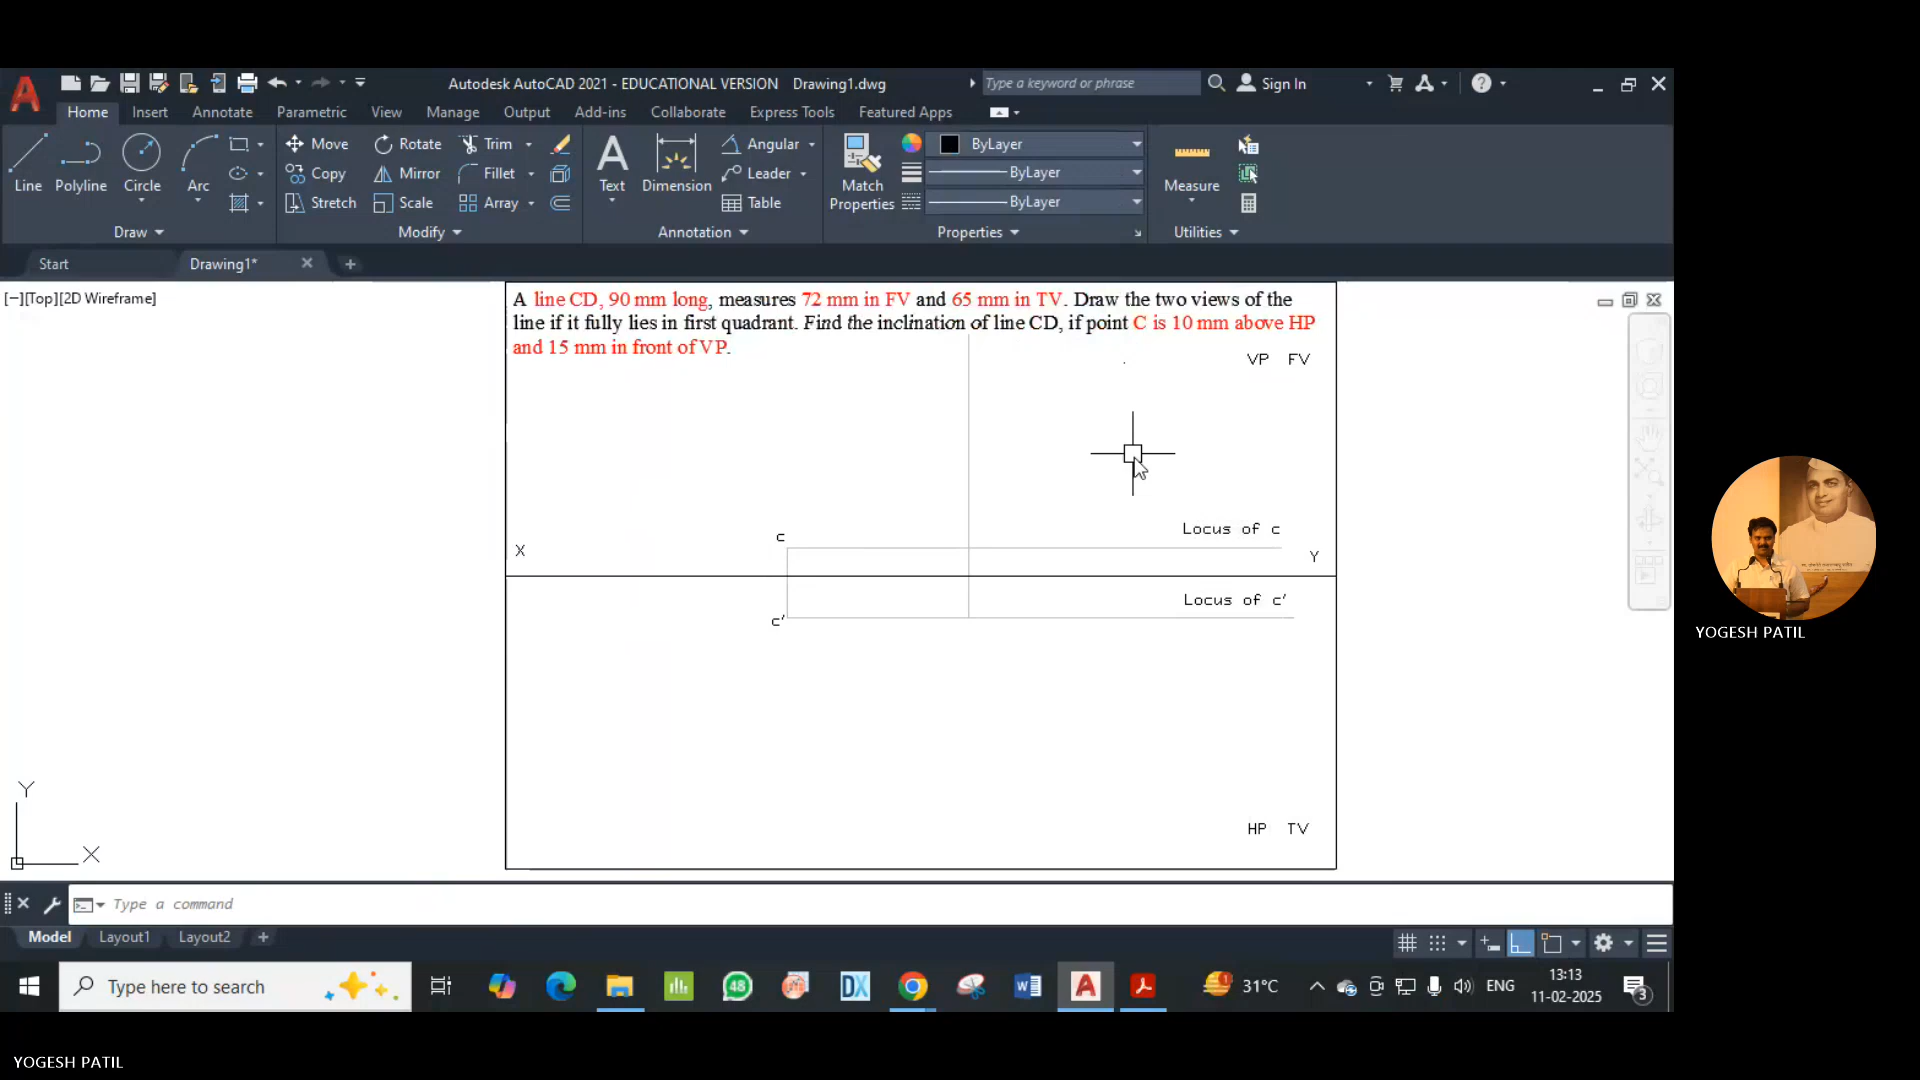 Autodesk AutoCAD 2021 - EDUCATIONAL VERSION Drawing1.dwg
Type a keyword or phrase
Sign In
Home Insert Annotate Parametric View Manage Output Add-ins Collaborate Express Tools Featured Apps
Move Rotate Trim Angular ByLayer
Copy Mirror Fillet Leader ByLayer
Line Polyline Circle Arc Text Dimension Match Properties Measure
Stretch Scale Array Table ByLayer
Draw Modify Annotation Properties Utilities
Start Drawing1*
[−][Top][2D Wireframe]
A line CD, 90 mm long, measures 72 mm in FV and 65 mm in TV. Draw the two views of the
line if it fully lies in first quadrant. Find the inclination of line CD, if point C is 10 mm above HP
and 15 mm in front of VP.
VP FV
Locus of c
c
X
Y
Locus of c'
c'
HP TV
Y
X
Type a command
Model Layout1 Layout2
Type here to search
48
DX
1
31°C
ENG
13:13
11-02-2025
3
YOGESH PATIL
YOGESH PATIL